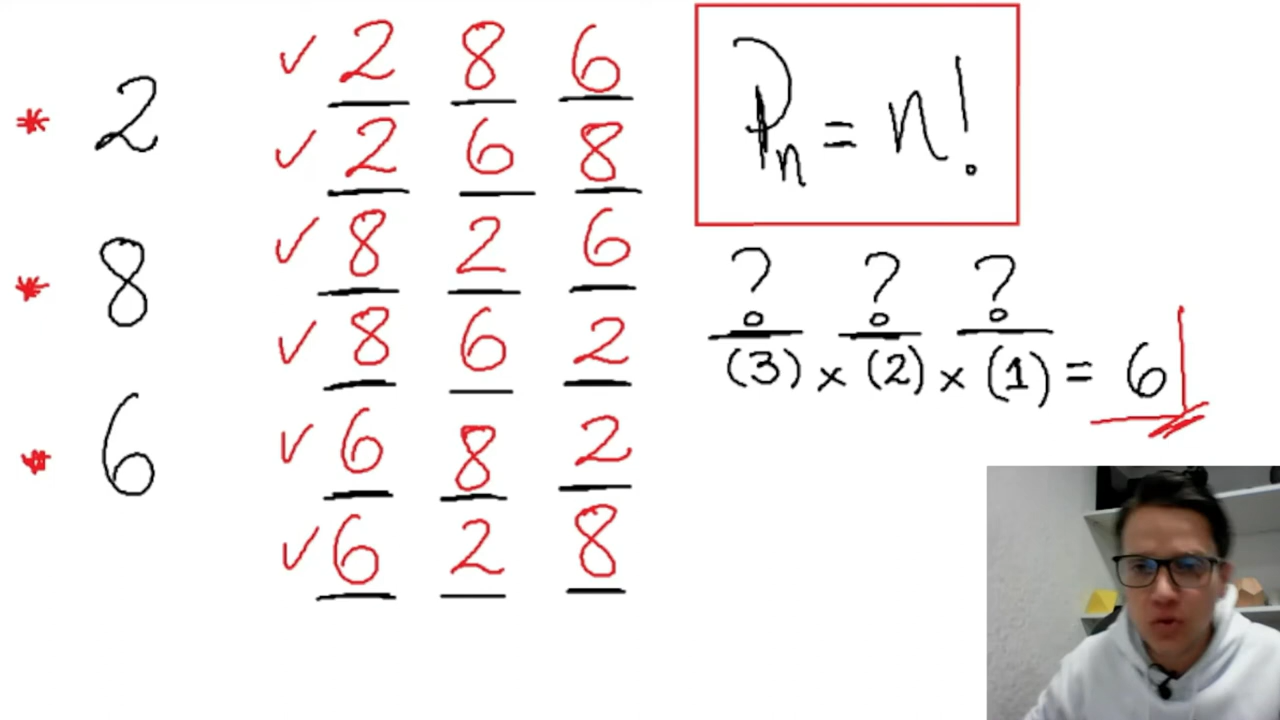 * 2
* 8
* 6
✓ 2 8 6
✓ 2 6 8
✓ 8 2 6
✓ 8 6 2
✓ 6 8 2
✓ 6 2 8
Pn = n!
? ? ?
(3) x (2) x (1) = 6